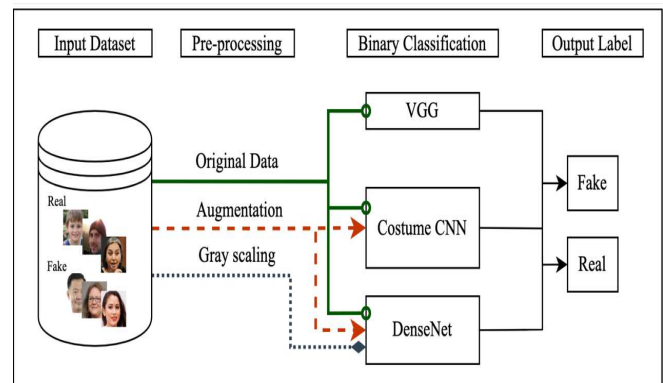 Input Dataset
Pre-processing
Binary Classification
Output Label
VGG
Original Data
Real
Augmentation
Costume CNN
Fake
Gray scaling
Fake
Real
DenseNet